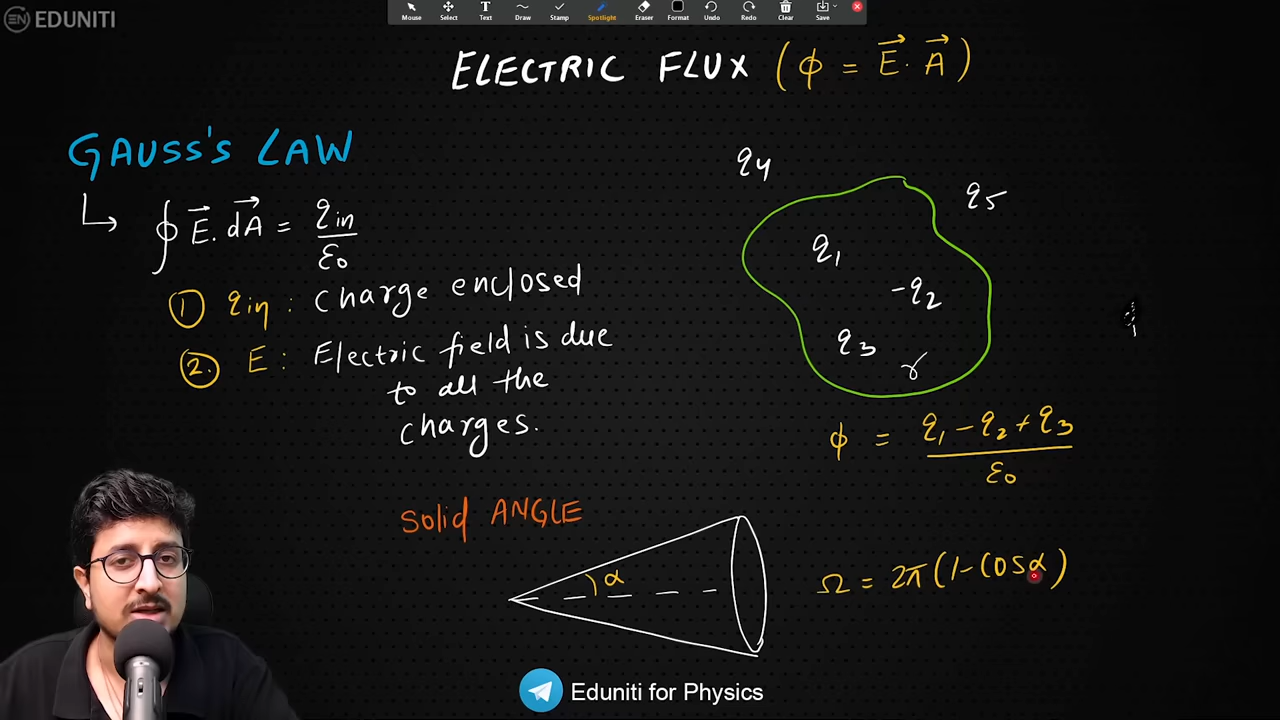 EN EDUNITI
Mouse Select Text Draw Stamp Spotlight Eraser Format Undo Redo Clear Save
ELECTRIC FLUX (ϕ = E⃗ . A⃗)
GAUSS'S LAW
∮ E⃗ . dA⃗ = qin/ε0
① qin : Charge enclosed
② E : Electric field is due
to all the
charges.
q4
q5
q1
-q2
q3
ϕ = q1 - q2 + q3 / ε0
Solid ANGLE
α
Ω = 2π (1 - cos α)
Eduniti for Physics